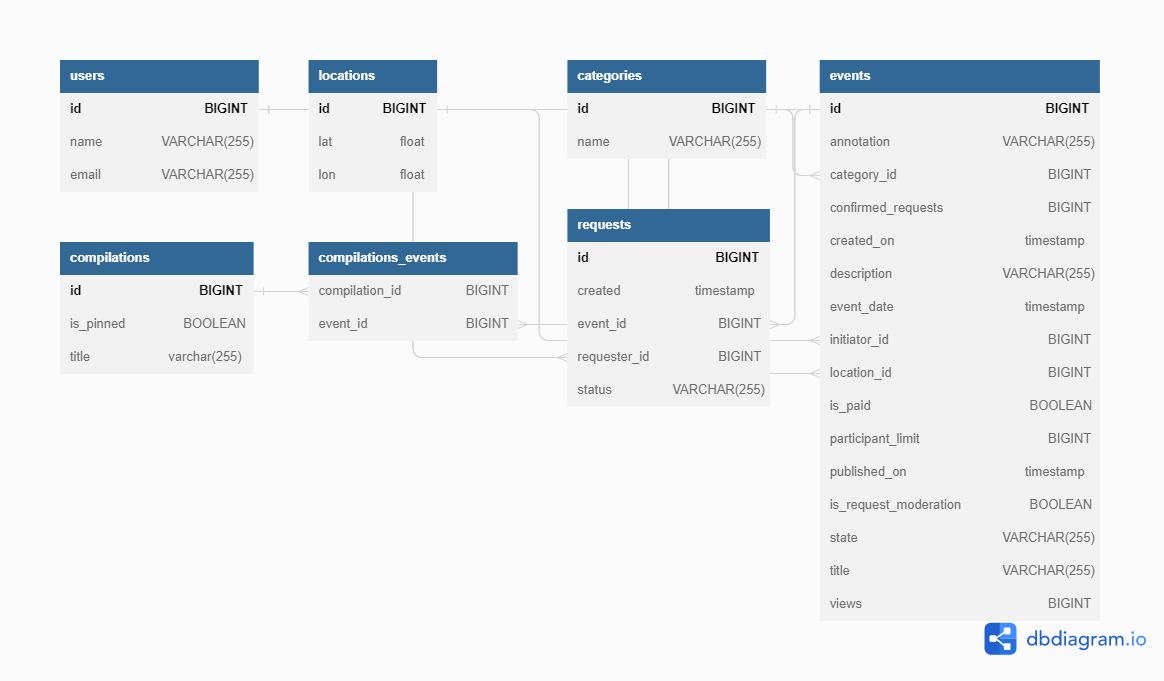 users
id BIGINT
name VARCHAR(255)
email VARCHAR(255)
locations
id BIGINT
lat float
lon float
categories
id BIGINT
name VARCHAR(255)
events
id BIGINT
annotation VARCHAR(255)
category_id BIGINT
confirmed_requests BIGINT
created_on timestamp
description VARCHAR(255)
event_date timestamp
initiator_id BIGINT
location_id BIGINT
is_paid BOOLEAN
participant_limit BIGINT
published_on timestamp
is_request_moderation BOOLEAN
state VARCHAR(255)
title VARCHAR(255)
views BIGINT
compilations
id BIGINT
is_pinned BOOLEAN
title varchar(255)
compilations_events
compilation_id BIGINT
event_id BIGINT
requests
id BIGINT
created timestamp
event_id BIGINT
requester_id BIGINT
status VARCHAR(255)
dbdiagram.io